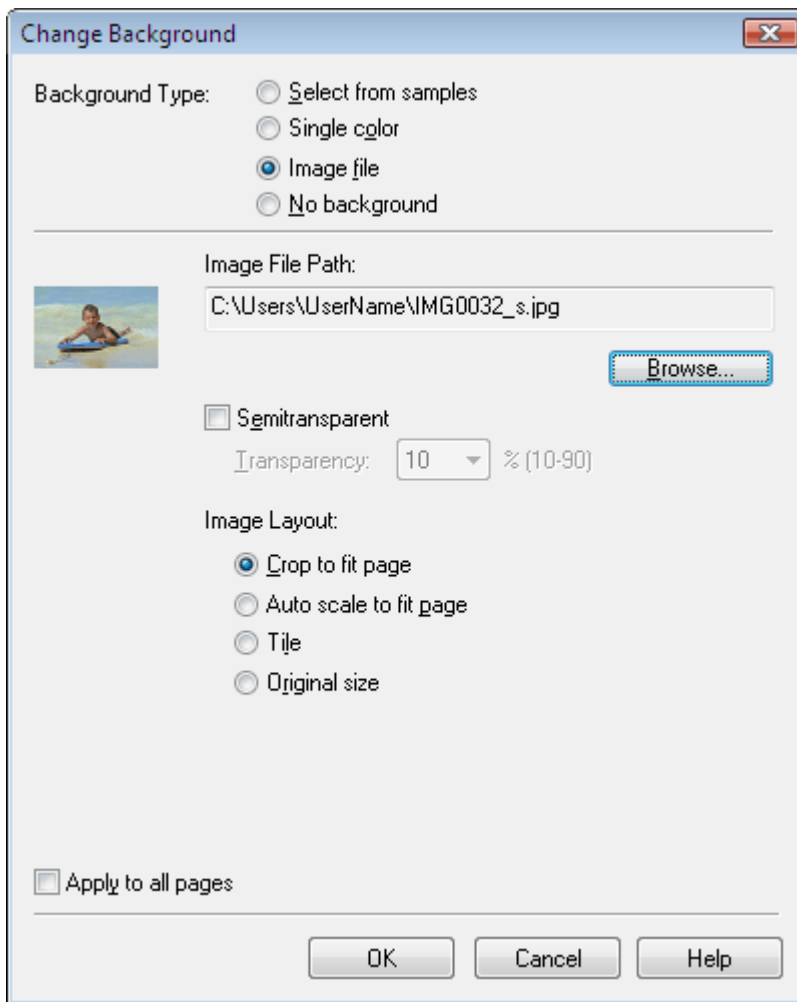 Change Background
Background Type:
Select from samples
Single color
Image file
No background
Image File Path:
C:\Users\UserName\IMG0032_s.jpg
Browse...
Semitransparent
Transparency: 10 % (10-90)
Image Layout:
Crop to fit page
Auto scale to fit page
Tile
Original size
Apply to all pages
OK Cancel Help